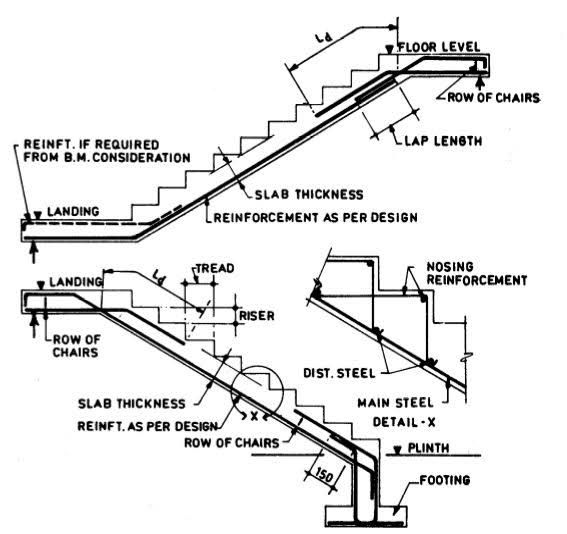 Ld
FLOOR LEVEL
ROW OF CHAIRS
LAP LENGTH
REINFT. IF REQUIRED
FROM B.M. CONSIDERATION
SLAB THICKNESS
LANDING
REINFORCEMENT AS PER DESIGN
LANDING
Ld
TREAD
RISER
ROW OF
CHAIRS
NOSING
REINFORCEMENT
DIST. STEEL
MAIN STEEL
DETAIL-X
SLAB THICKNESS
REINFT. AS PER DESIGN
X
ROW OF CHAIRS
PLINTH
150
FOOTING